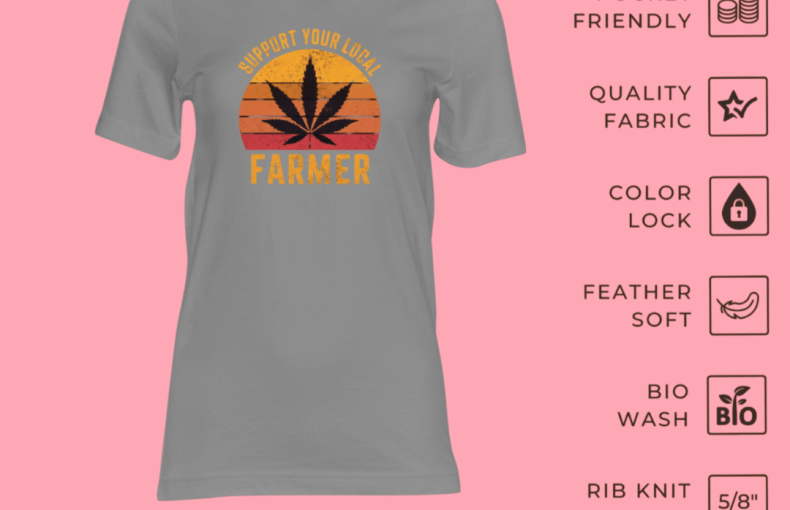 SUPPORT YOUR LOCAL
FARMER
FRIENDLY
QUALITY
FABRIC
COLOR
LOCK
FEATHER
SOFT
BIO
WASH
BIO
RIB KNIT
5/8"